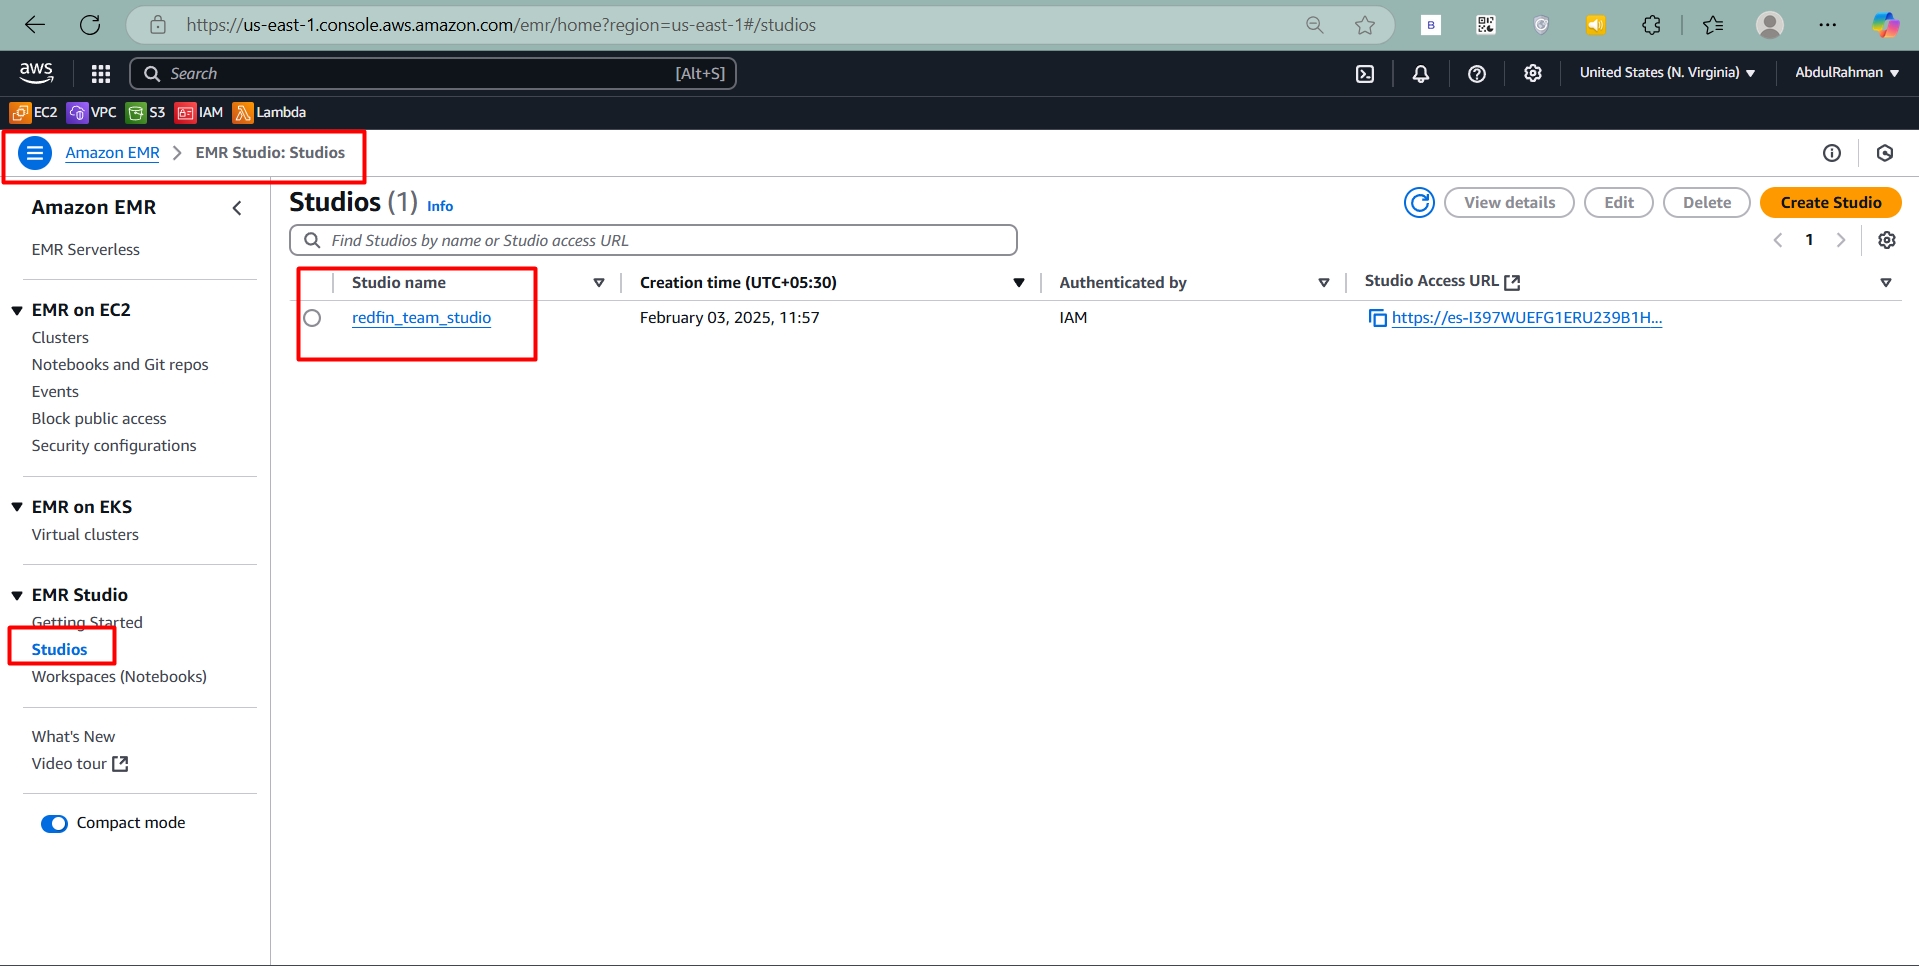 https://us-east-1.console.aws.amazon.com/emr/home?region=us-east-1#/studios
B
aws
Search
[Alt+S]
United States (N. Virginia)
AbdulRahman
EC2
VPC
S3
IAM
Lambda
Amazon EMR
EMR Studio: Studios
Amazon EMR
EMR Serverless
EMR on EC2
Clusters
Notebooks and Git repos
Events
Block public access
Security configurations
EMR on EKS
Virtual clusters
EMR Studio
Getting Started
Studios
Workspaces (Notebooks)
What's New
Video tour
Compact mode
Studios (1) Info
View details
Edit
Delete
Create Studio
Find Studios by name or Studio access URL
1
Studio name
Creation time (UTC+05:30)
Authenticated by
Studio Access URL
redfin_team_studio
February 03, 2025, 11:57
IAM
https://es-I397WUEFG1ERU239B1H...